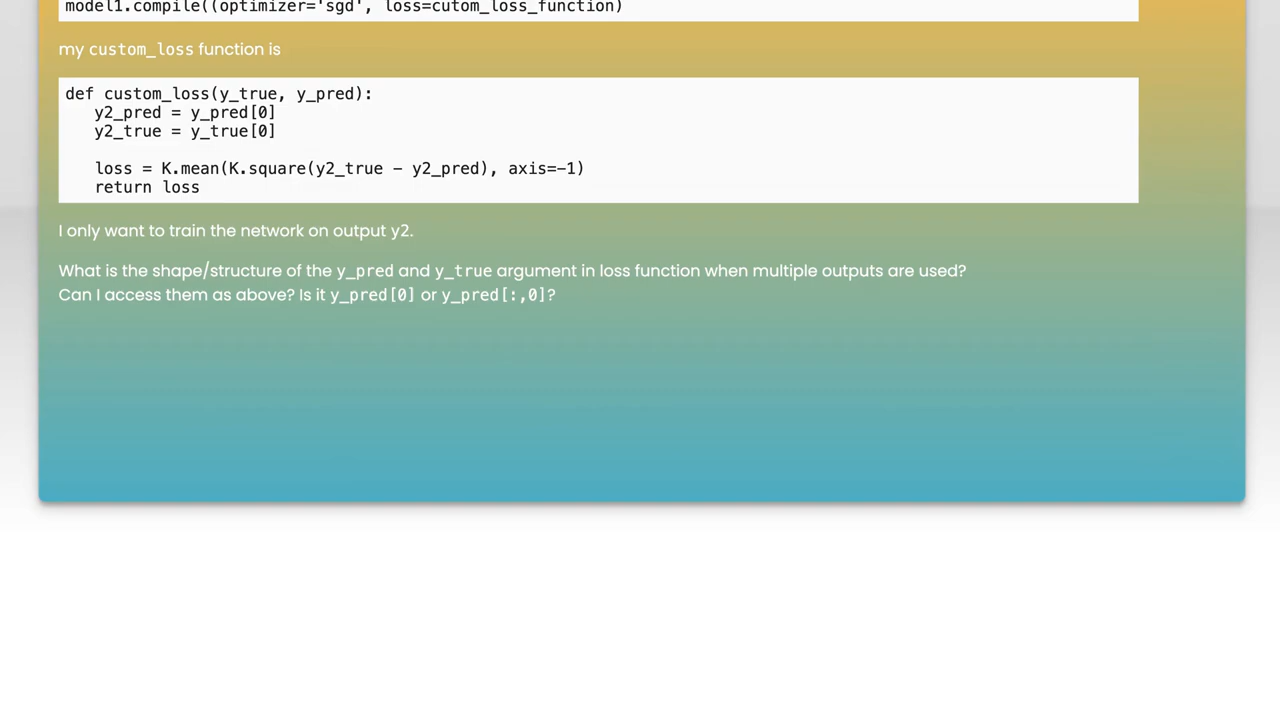 model1.compile((optimizer='sgd', loss=cutom_loss_function)
my custom_loss function is
def custom_loss(y_true, y_pred):
   y2_pred = y_pred[0]
   y2_true = y_true[0]
   loss = K.mean(K.square(y2_true - y2_pred), axis=-1)
   return loss
I only want to train the network on output y2.
What is the shape/structure of the y_pred and y_true argument in loss function when multiple outputs are used?
Can I access them as above? Is it y_pred[0] or y_pred[:,0]?